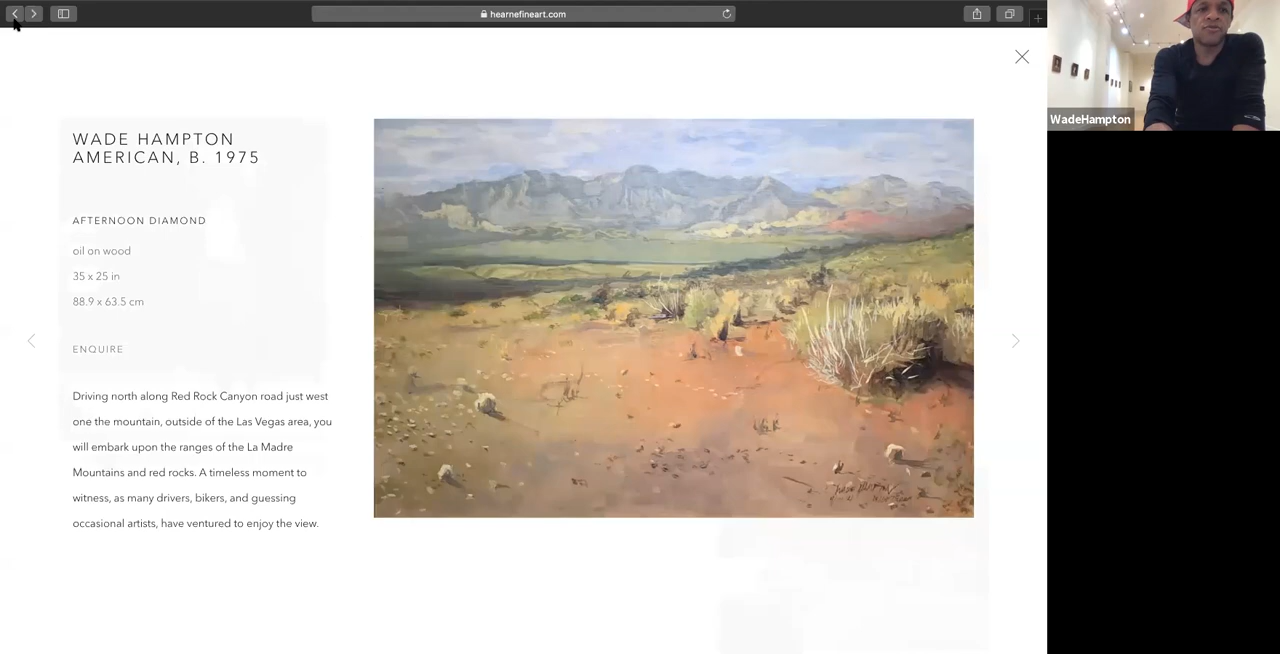 hearnefineart.com
WADE HAMPTON
AMERICAN, B. 1975
AFTERNOON DIAMOND
oil on wood
35 x 25 in
88.9 x 63.5 cm
ENQUIRE
Driving north along Red Rock Canyon road just west
one the mountain, outside of the Las Vegas area, you
will embark upon the ranges of the La Madre
Mountains and red rocks. A timeless moment to
witness, as many drivers, bikers, and guessing
occasional artists, have ventured to enjoy the view.
WadeHampton